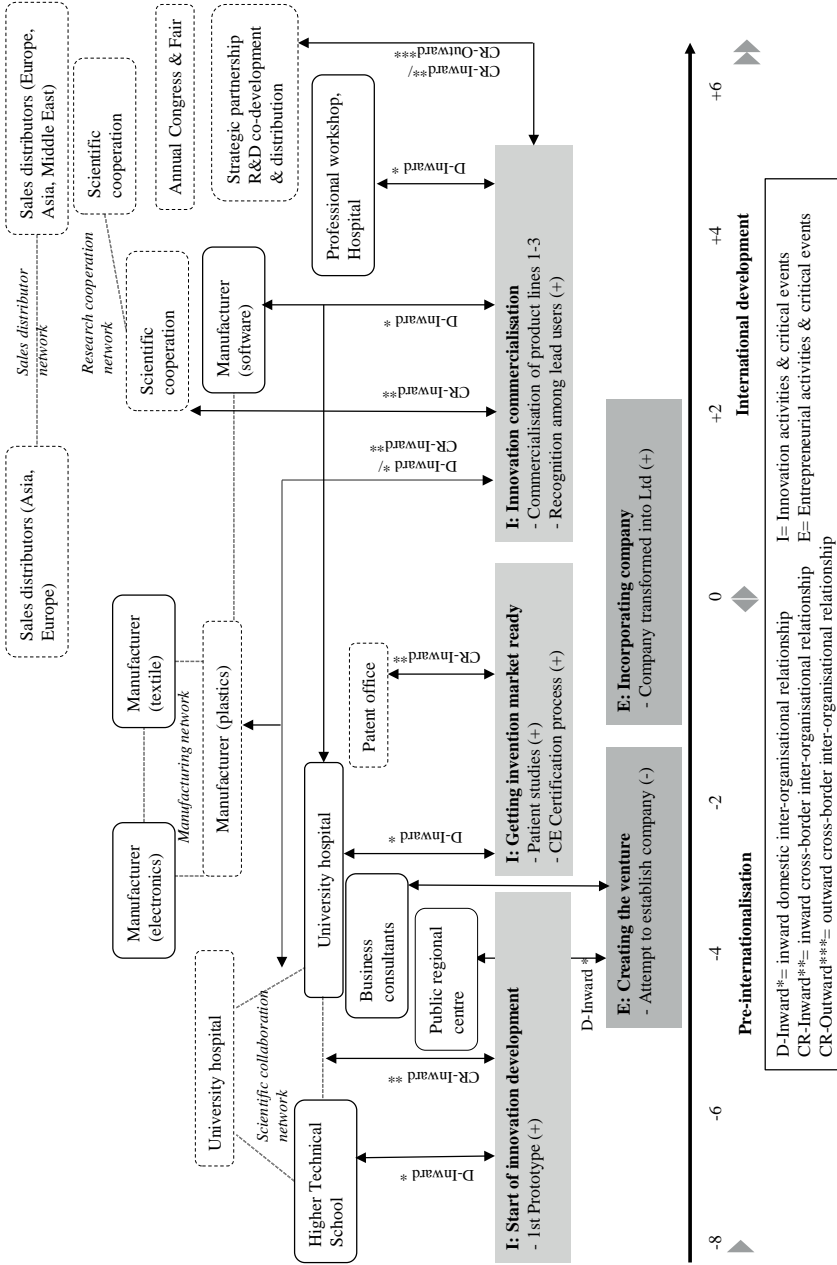 Sales distributors (Asia,
Europe)
Sales distributor
network
Sales distributors (Europe,
Asia, Middle East)
Research cooperation
network
Scientific
cooperation
Scientific
cooperation
Annual Congress & Fair
Strategic partnership
R&D co-development
& distribution
Professional workshop,
Hospital
Manufacturer
(software)
Manufacturer
(electronics)
Manufacturer
(textile)
Manufacturing network
Manufacturer (plastics)
University hospital
Scientific collaboration
network
Higher Technical
School
University hospital
Business
consultants
Public regional
centre
Patent office
D-Inward *
CR-Inward **
D-Inward *
D-Inward *
CR-Inward**
D-Inward */
CR-Inward**
CR-Inward**
D-Inward *
D-Inward *
CR-Inward**/
CR-Outward***
I: Start of innovation development
- 1st Prototype (+)
I: Getting invention market ready
- Patient studies (+)
- CE Certification process (+)
I: Innovation commercialisation
- Commercialisation of product lines 1-3
- Recognition among lead users (+)
E: Creating the venture
- Attempt to establish company (-)
E: Incorporating company
- Company transformed into Ltd (+)
-8
-6
-4
-2
0
+2
+4
+6
Pre-internationalisation
International development
D-Inward*= inward domestic inter-organisational relationship
I= Innovation activities & critical events
CR-Inward**= inward cross-border inter-organisational relationship
E= Entrepreneurial activities & critical events
CR-Outward***= outward cross-border inter-organisational relationship